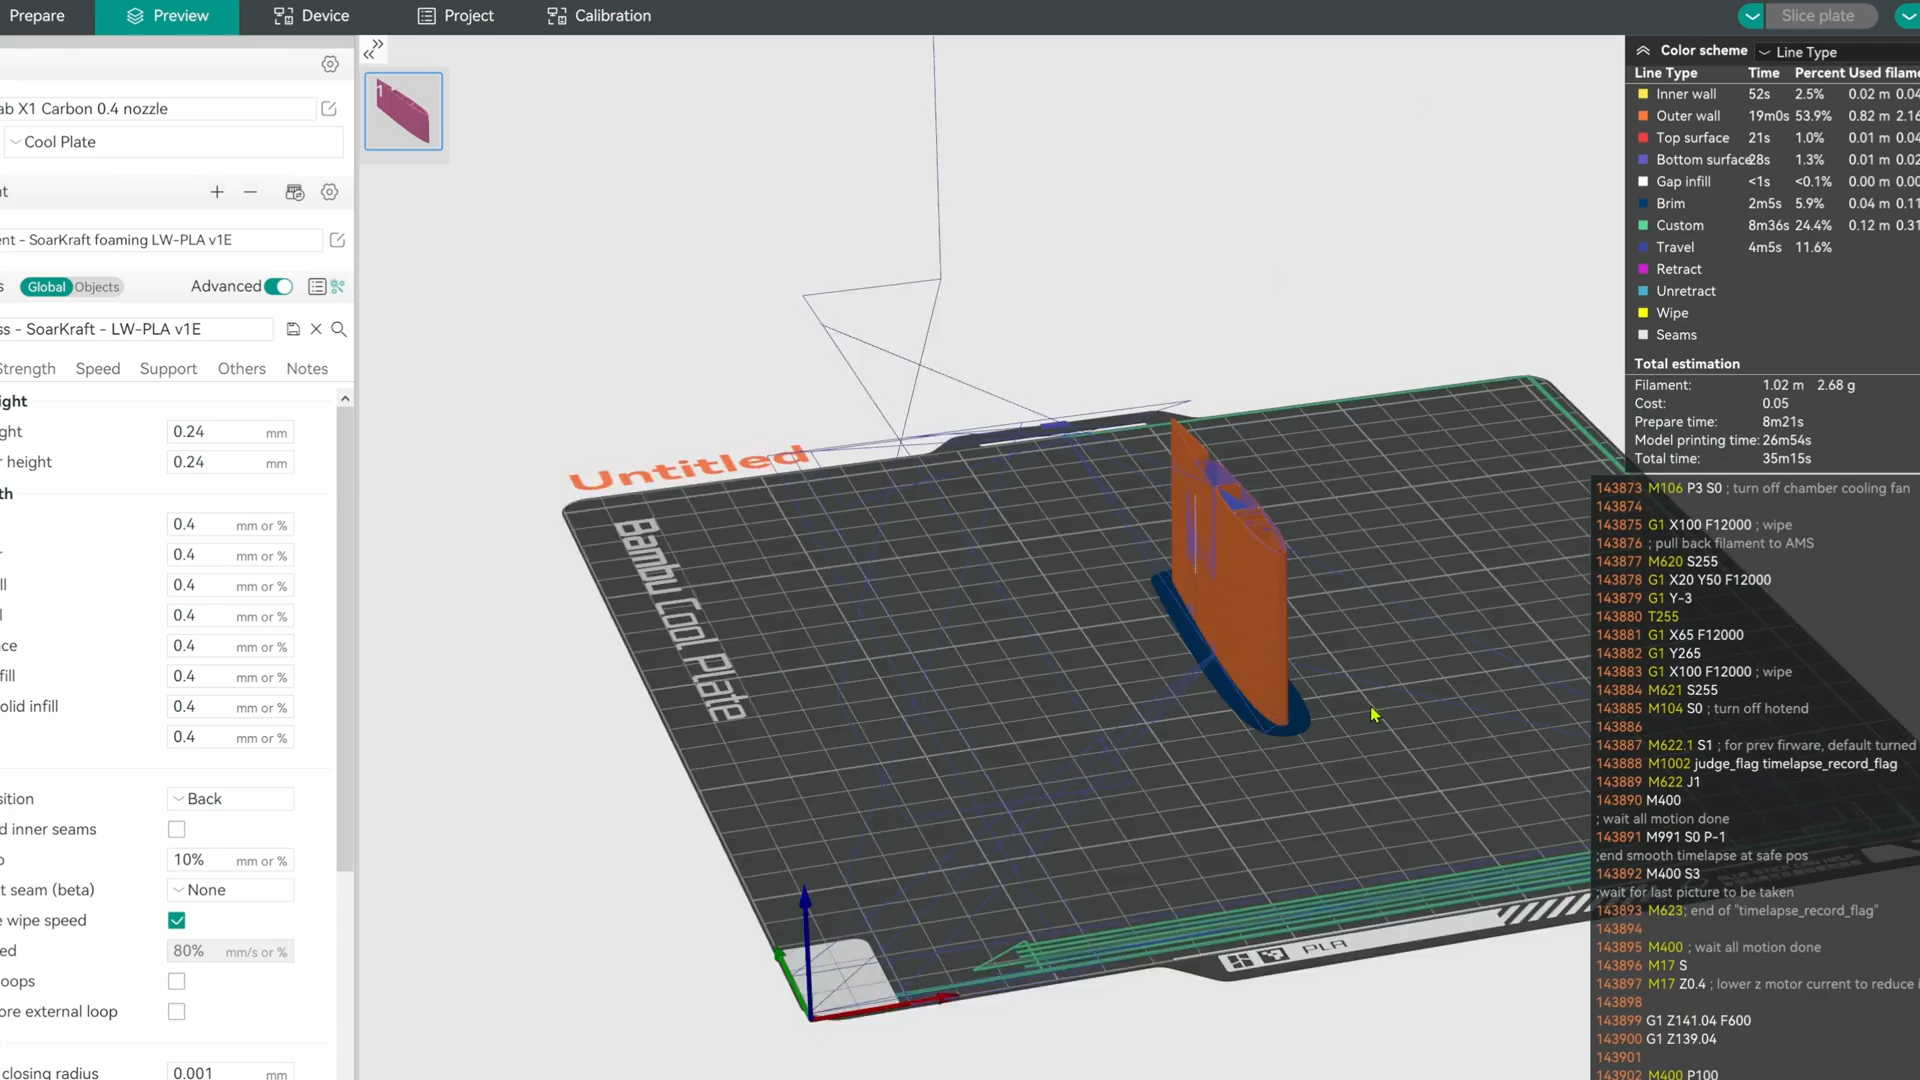 Prepare
Preview
Device
Project
Calibration
Slice plate
ab X1 Carbon 0.4 nozzle
Cool Plate
nt
ent - SoarKraft foaming LW-PLA v1E
s
Global
Objects
Advanced
ss - SoarKraft - LW-PLA v1E
Strength
Speed
Support
Others
Notes
ight
ght 0.24 mm
r height 0.24 mm
th
0.4 mm or %
r 0.4 mm or %
ll 0.4 mm or %
l 0.4 mm or %
ce 0.4 mm or %
fill 0.4 mm or %
olid infill 0.4 mm or %
0.4 mm or %
sition Back
d inner seams
p 10% mm or %
t seam (beta) None
e wipe speed
ed 80% mm/s or %
oops
ore external loop
closing radius 0.001 mm
1
Untitled
Bambu Cool Plate
PLA
Color scheme Line Type
Line Type Time Percent Used filame
Inner wall 52s 2.5% 0.02 m 0.04
Outer wall 19m0s 53.9% 0.82 m 2.16
Top surface 21s 1.0% 0.01 m 0.04
Bottom surface 28s 1.3% 0.01 m 0.02
Gap infill <1s <0.1% 0.00 m 0.00
Brim 2m5s 5.9% 0.04 m 0.11
Custom 8m36s 24.4% 0.12 m 0.31
Travel 4m5s 11.6%
Retract
Unretract
Wipe
Seams
Total estimation
Filament: 1.02 m 2.68 g
Cost: 0.05
Prepare time: 8m21s
Model printing time: 26m54s
Total time: 35m15s
143873 M106 P3 S0 ; turn off chamber cooling fan
143874
143875 G1 X100 F12000 ; wipe
143876 ; pull back filament to AMS
143877 M620 S255
143878 G1 X20 Y50 F12000
143879 G1 Y-3
143880 T255
143881 G1 X65 F12000
143882 G1 Y265
143883 G1 X100 F12000 ; wipe
143884 M621 S255
143885 M104 S0 ; turn off hotend
143886
143887 M622.1 S1 ; for prev firware, default turned
143888 M1002 judge_flag timelapse_record_flag
143889 M622 J1
143890 M400
; wait all motion done
143891 M991 S0 P-1
;end smooth timelapse at safe pos
143892 M400 S3
;wait for last picture to be taken
143893 M623; end of "timelapse_record_flag"
143894
143895 M400 ; wait all motion done
143896 M17 S
143897 M17 Z0.4 ; lower z motor current to reduce i
143898
143899 G1 Z141.04 F600
143900 G1 Z139.04
143901
143902 M400 P100